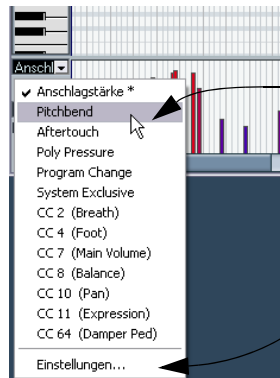 Anschl
Anschlagstärke *
Pitchbend
Aftertouch
Poly Pressure
Program Change
System Exclusive
CC 2 (Breath)
CC 4 (Foot)
CC 7 (Main Volume)
CC 8 (Balance)
CC 10 (Pan)
CC 11 (Expression)
CC 64 (Damper Ped)
Einstellungen...